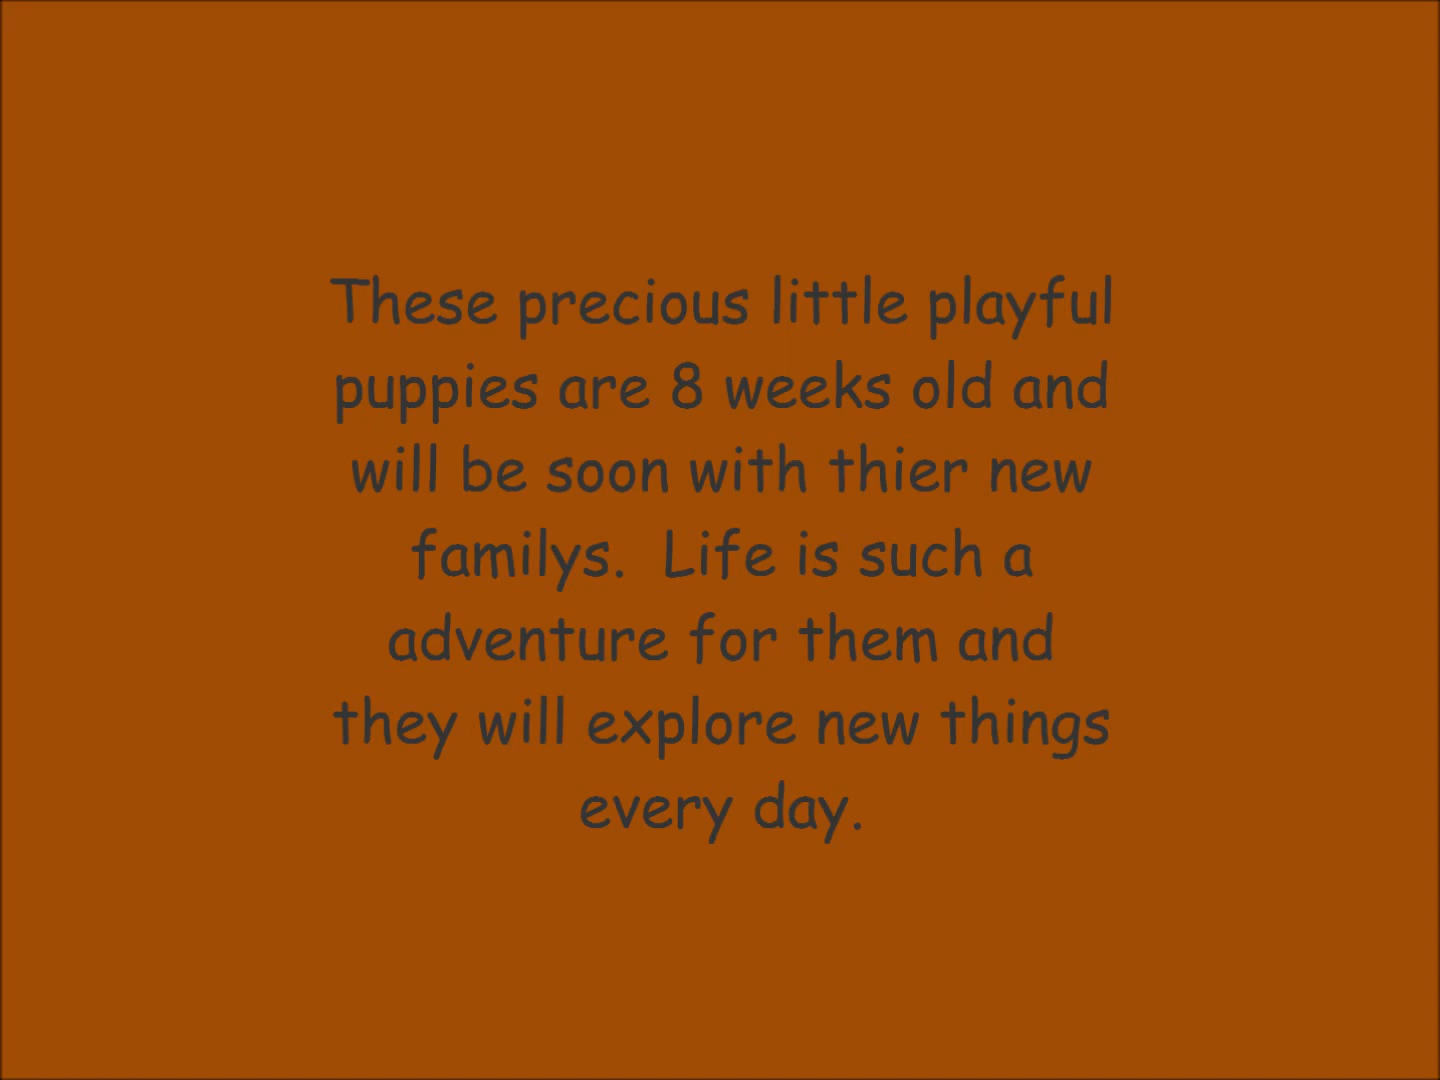 These precious little playful
puppies are 8 weeks old and
will be soon with thier new
familys.  Life is such a
adventure for them and
they will explore new things
every day.